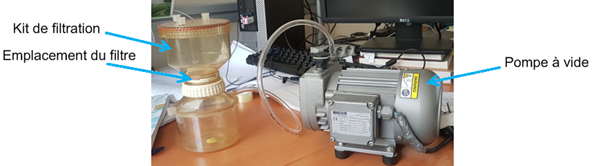 Kit de filtration
Emplacement du filtre
Pompe à vide